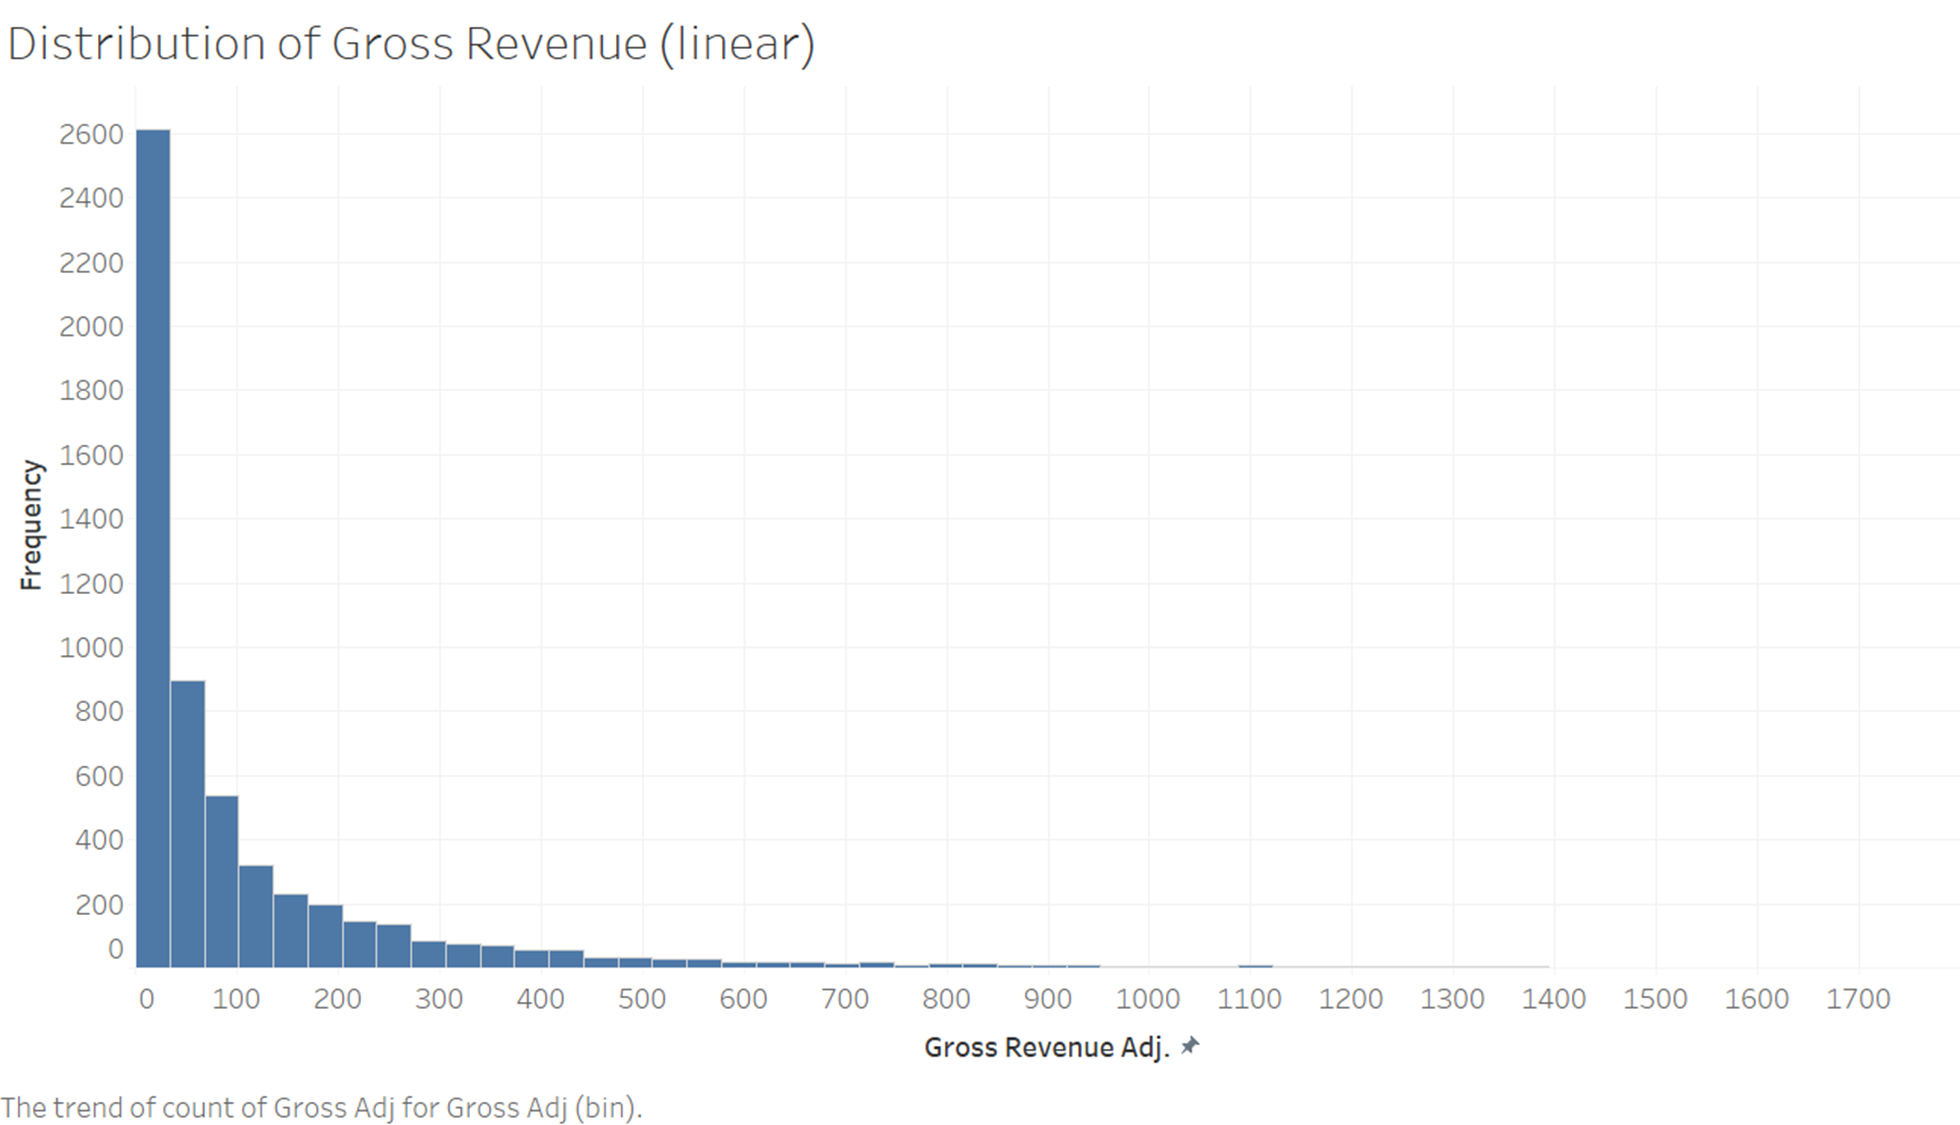 Distribution of Gross Revenue (linear)
2600
2400
2200
2000
1800
1600
1400
1200
1000
800
600
400
200
0
Frequency
0 100 200 300 400 500 600 700 800 900 1000 1100 1200 1300 1400 1500 1600 1700
Gross Revenue Adj.
The trend of count of Gross Adj for Gross Adj (bin).